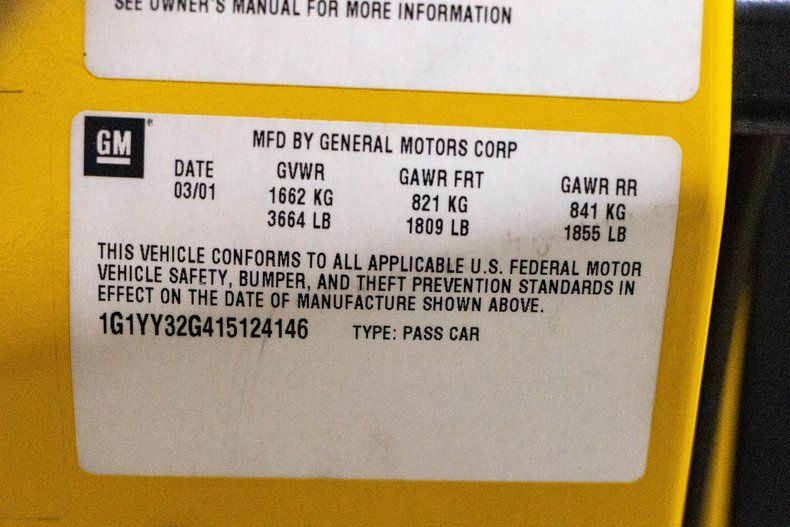 SEE OWNER'S MANUAL FOR MORE INFORMATION
GM
MFD BY GENERAL MOTORS CORP
DATE GVWR GAWR FRT GAWR RR
03/01 1662 KG 821 KG 841 KG
3664 LB 1809 LB 1855 LB
THIS VEHICLE CONFORMS TO ALL APPLICABLE U.S. FEDERAL MOTOR
VEHICLE SAFETY, BUMPER, AND THEFT PREVENTION STANDARDS IN
EFFECT ON THE DATE OF MANUFACTURE SHOWN ABOVE.
1G1YY32G415124146 TYPE: PASS CAR